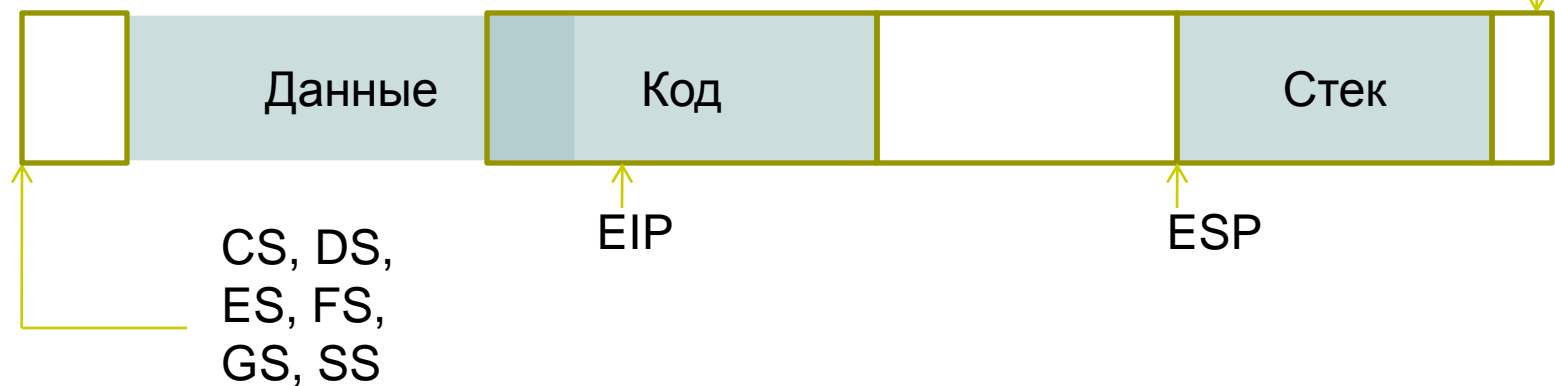 Данные
Код
Стек
EIP
ESP
CS, DS,
ES, FS,
GS, SS